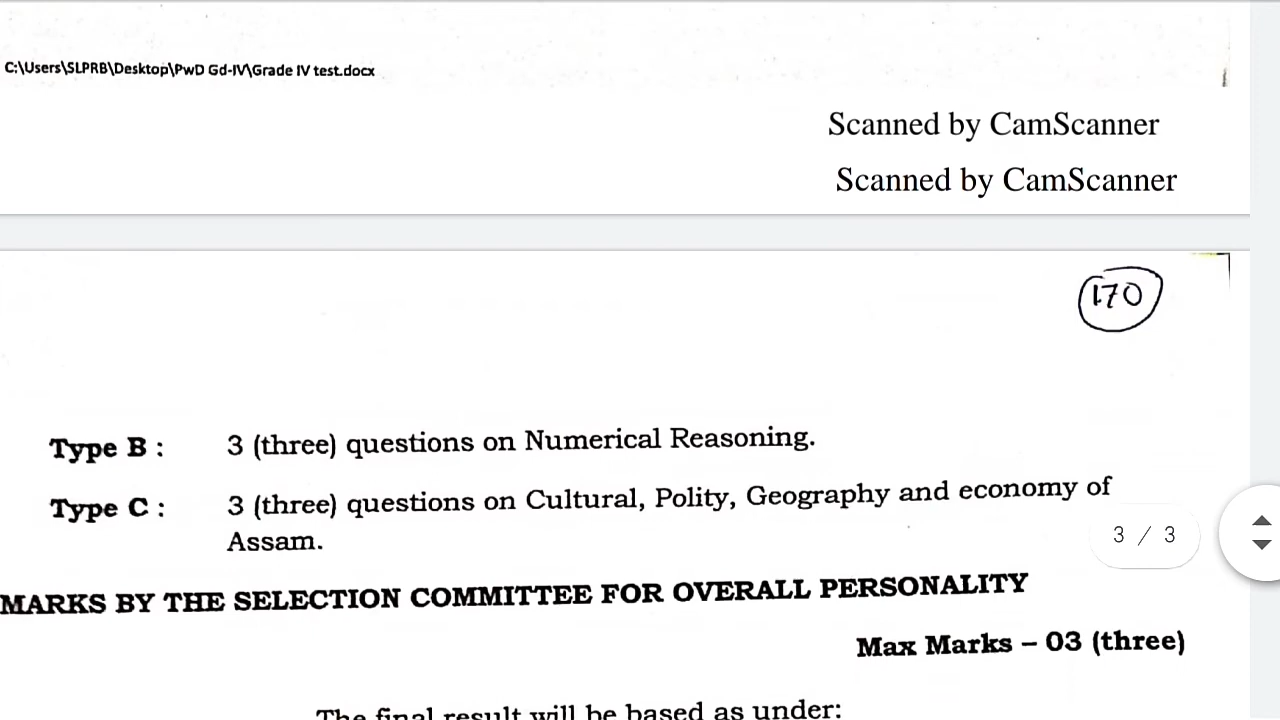 C:\Users\SLPRB\Desktop\PwD Gd-IV\Grade IV test.docx
Scanned by CamScanner
Scanned by CamScanner
170
Type B : 3 (three) questions on Numerical Reasoning.
Type C : 3 (three) questions on Cultural, Polity, Geography and economy of
Assam.
3 / 3
MARKS BY THE SELECTION COMMITTEE FOR OVERALL PERSONALITY
Max Marks – 03 (three)
The final result will be based as under: